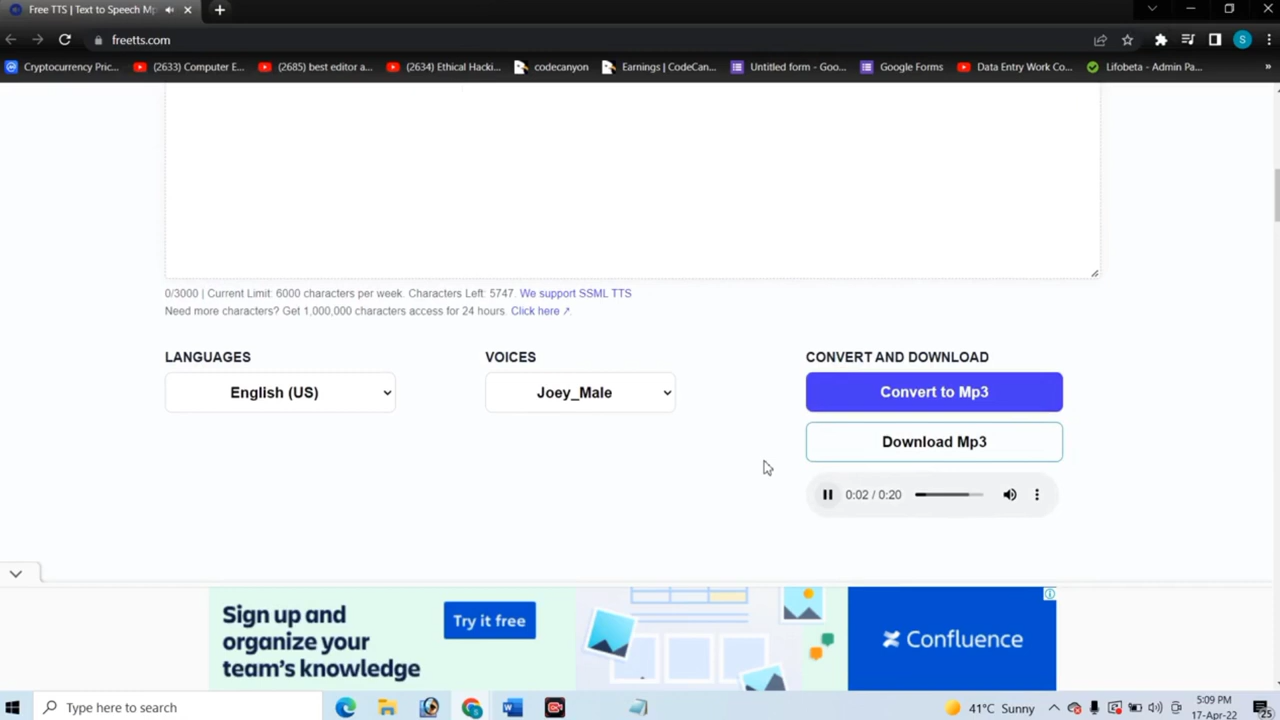 Free TTS | Text to Speech Mp
freetts.com
S
Cryptocurrency Pric...
(2633) Computer E...
(2685) best editor a...
(2634) Ethical Hacki...
codecanyon
Earnings | CodeCan...
Untitled form - Goo...
Google Forms
Data Entry Work Co...
Lifobeta - Admin Pa...
»
0/3000 | Current Limit: 6000 characters per week. Characters Left: 5747. We support SSML TTS
Need more characters? Get 1,000,000 characters access for 24 hours. Click here ↗.
LANGUAGES
VOICES
CONVERT AND DOWNLOAD
English (US)
Joey_Male
Convert to Mp3
Download Mp3
0:02 / 0:20
Sign up and
organize your
team's knowledge
Try it free
Confluence
Type here to search
41°C Sunny
5:09 PM
17-Apr-22
25